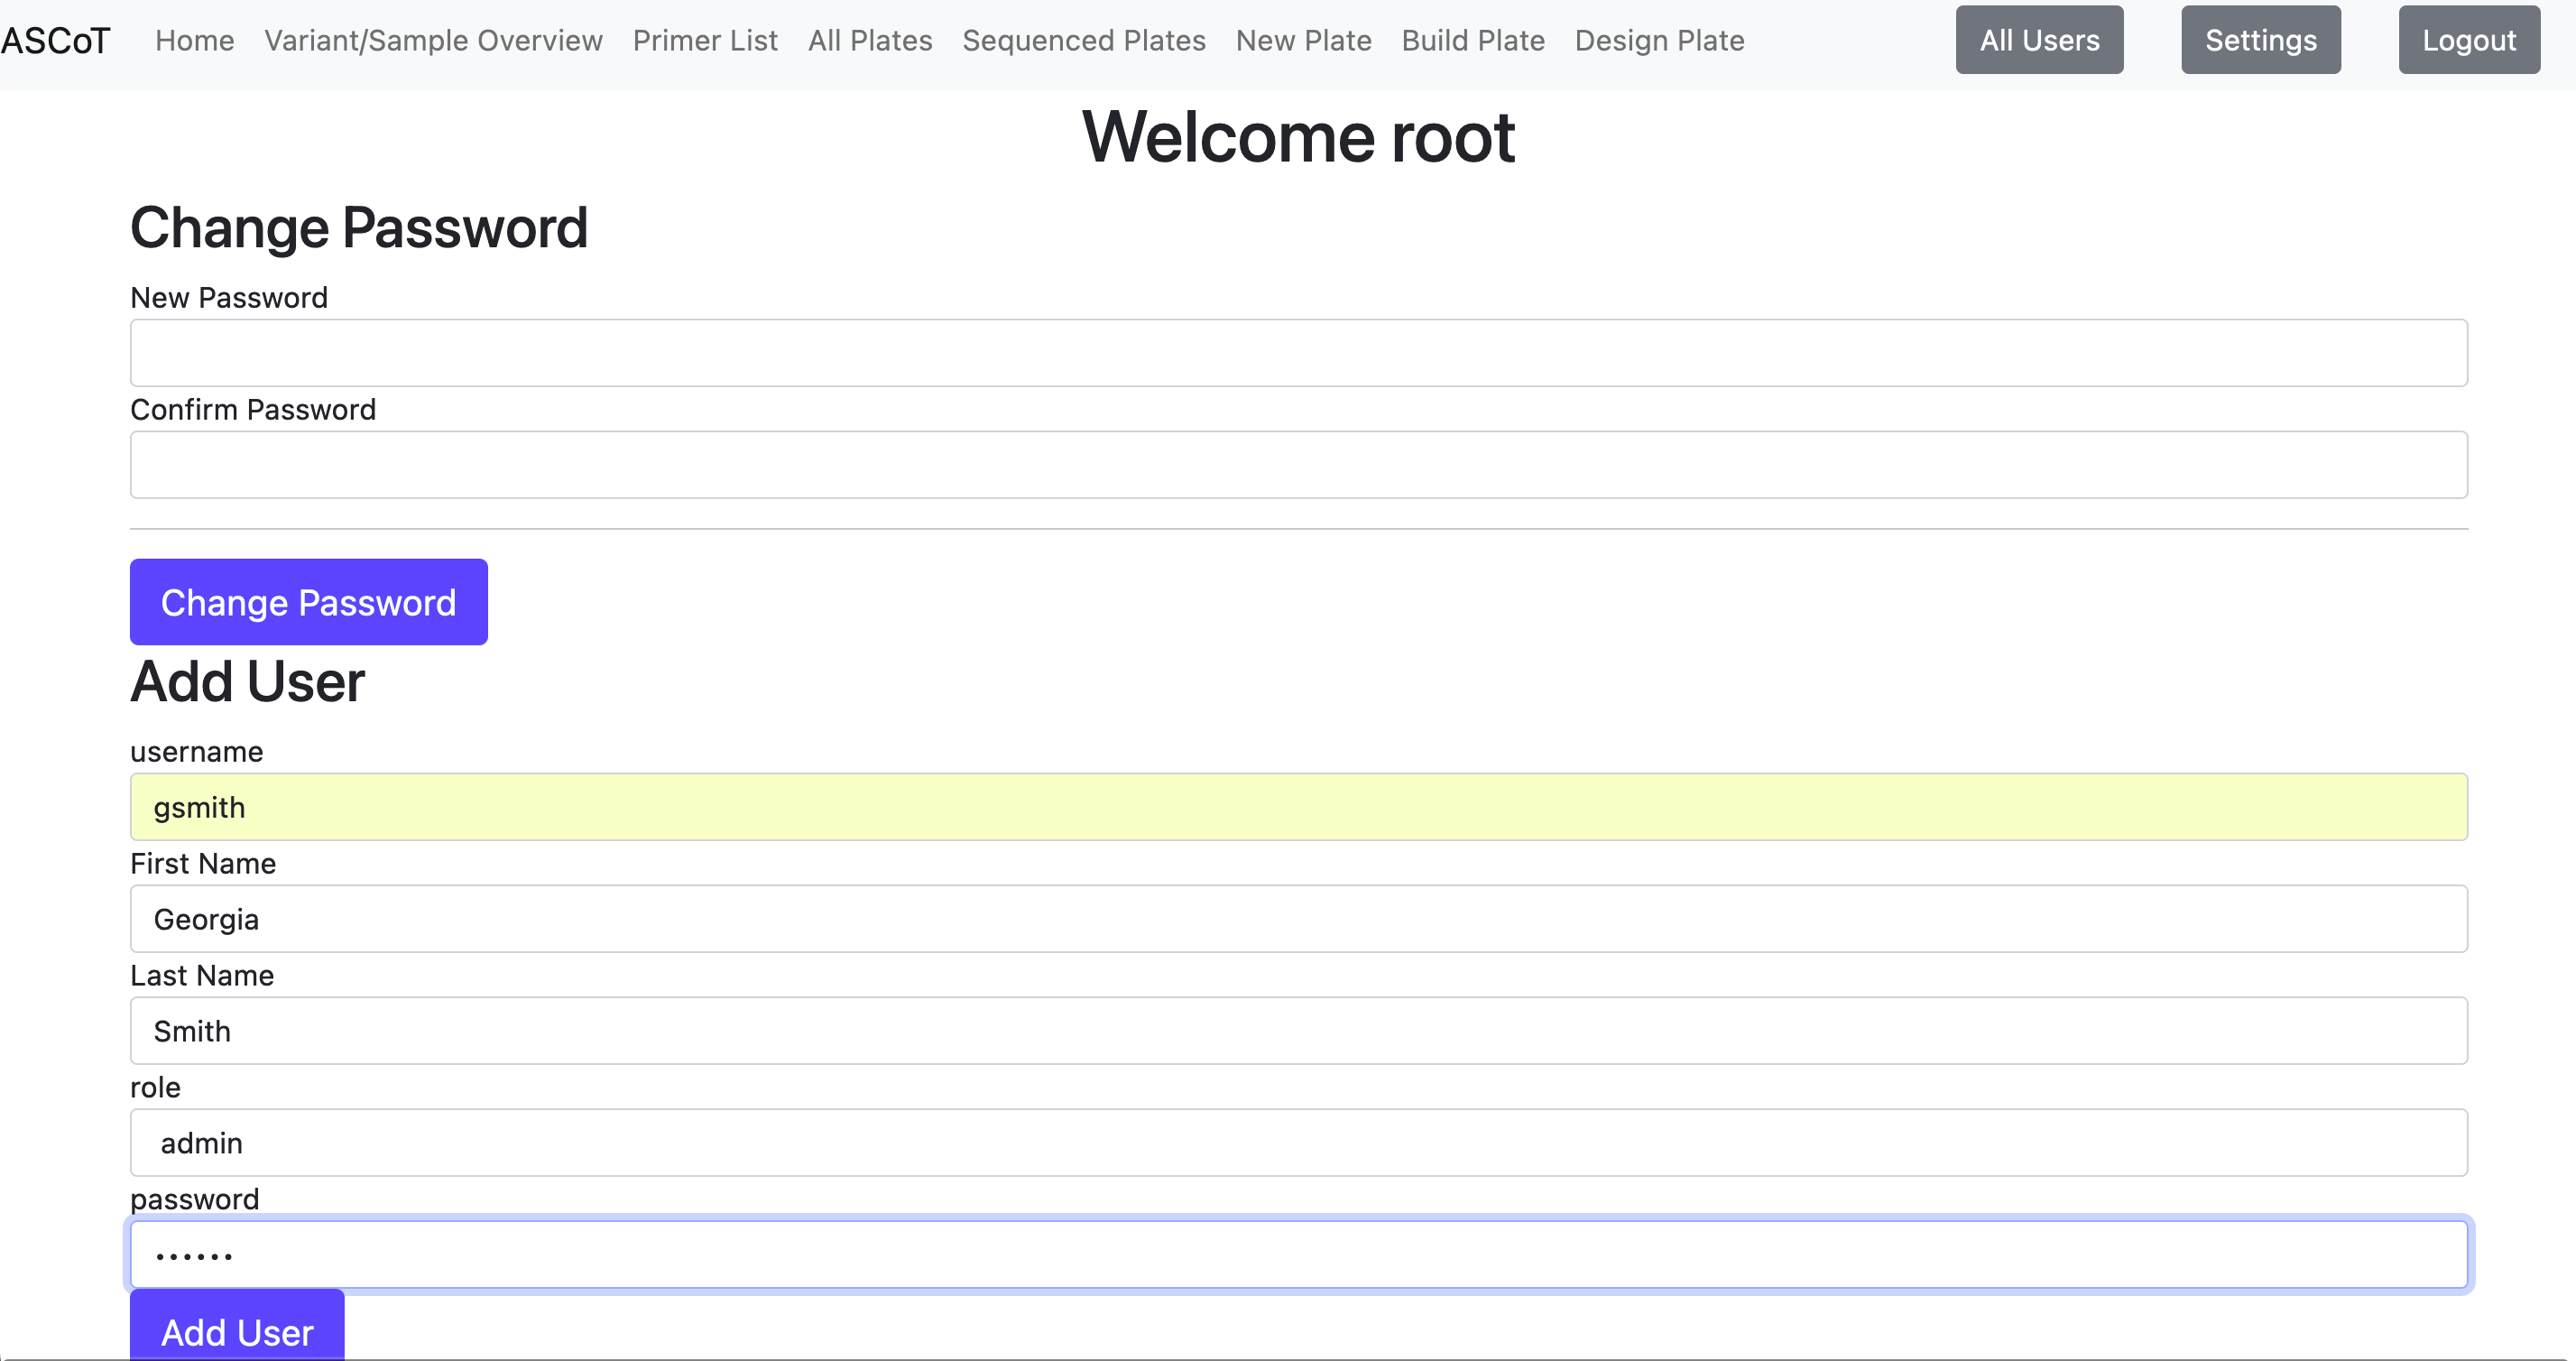 ASCoT Home Variant/Sample Overview Primer List All Plates Sequenced Plates New Plate Build Plate Design Plate All Users Settings Logout
Welcome root
Change Password
New Password
Confirm Password
Change Password
Add User
username
gsmith
First Name
Georgia
Last Name
Smith
role
admin
password
••••••
Add User